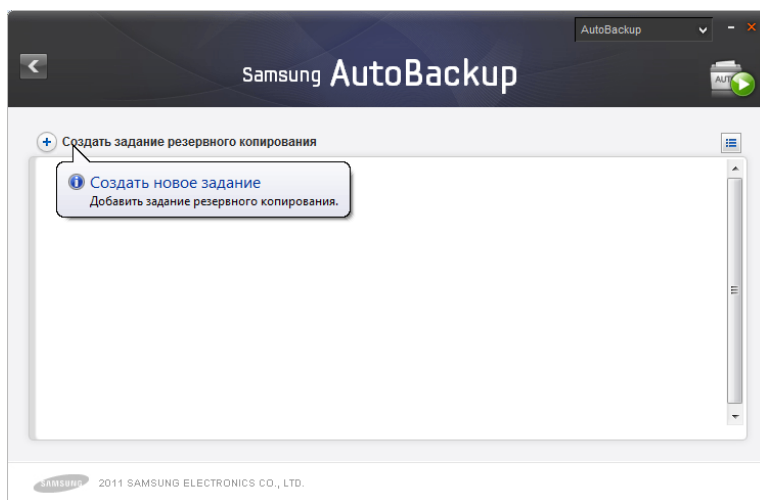 AutoBackup
Samsung AutoBackup
AUTO
Создать задание резервного копирования
Создать новое задание
Добавить задание резервного копирования.
SAMSUNG 2011 SAMSUNG ELECTRONICS CO., LTD.